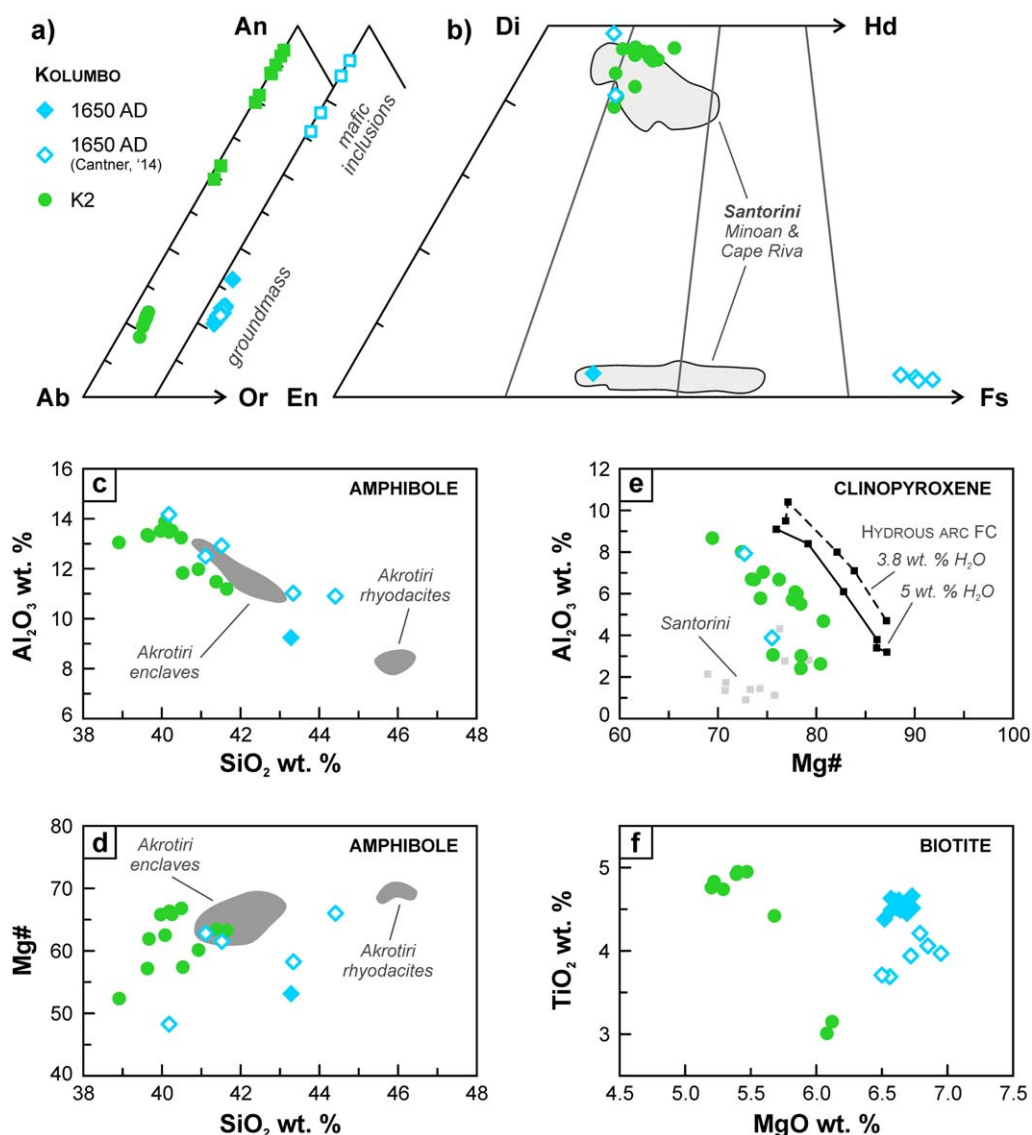 a)
An
KOLUMBO
1650 AD
1650 AD
(Cantner, ‘14)
K2
mafic
inclusions
groundmass
Ab
Or
b)
Di
Hd
Santorini
Minoan &
Cape Riva
En
Fs
c
AMPHIBOLE
Al₂O₃ wt. %
16
14
12
10
8
6
Akrotiri
enclaves
Akrotiri
rhyodacites
38
40
42
44
46
48
SiO₂ wt. %
e
CLINOPYROXENE
Al₂O₃ wt. %
12
10
8
6
4
2
0
HYDROUS ARC FC
3.8 wt. % H₂O
5 wt. % H₂O
Santorini
60
70
80
90
100
Mg#
d
AMPHIBOLE
Mg#
80
70
60
50
40
Akrotiri
enclaves
Akrotiri
rhyodacites
38
40
42
44
46
48
SiO₂ wt. %
f
BIOTITE
TiO₂ wt. %
5
4
3
4.5
5.0
5.5
6.0
6.5
7.0
7.5
MgO wt. %